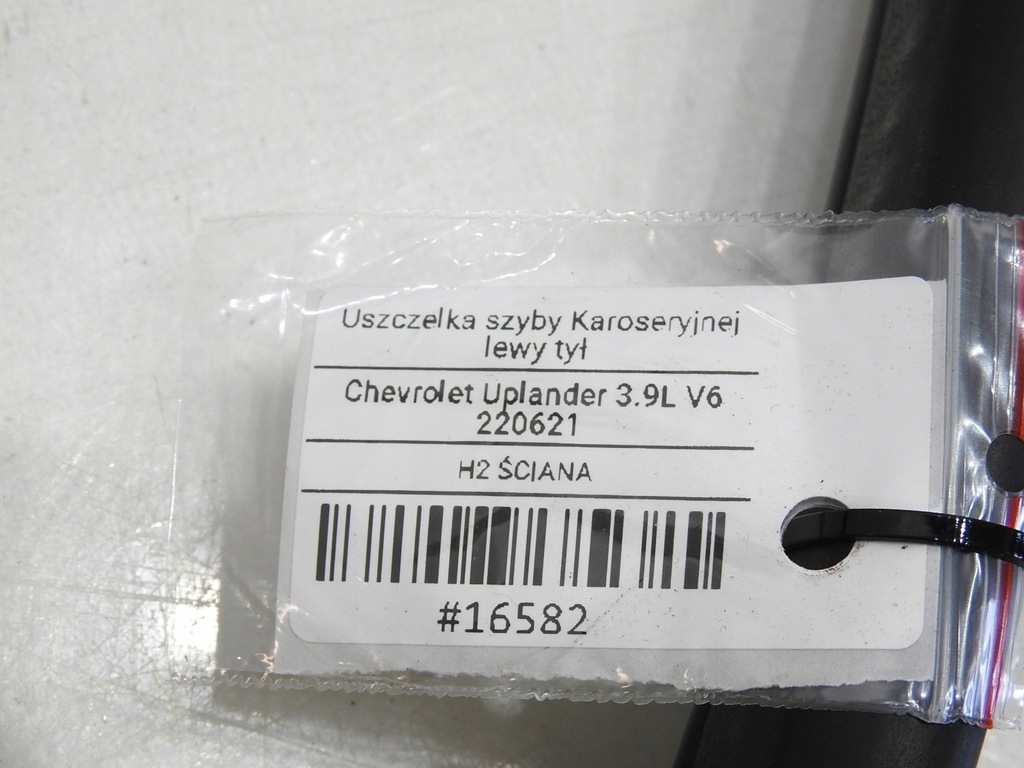 Uszczelka szyby Karoseryjnej
lewy tył
Chevrolet Uplander 3.9L V6
220621
H2 ŚCIANA
#16582